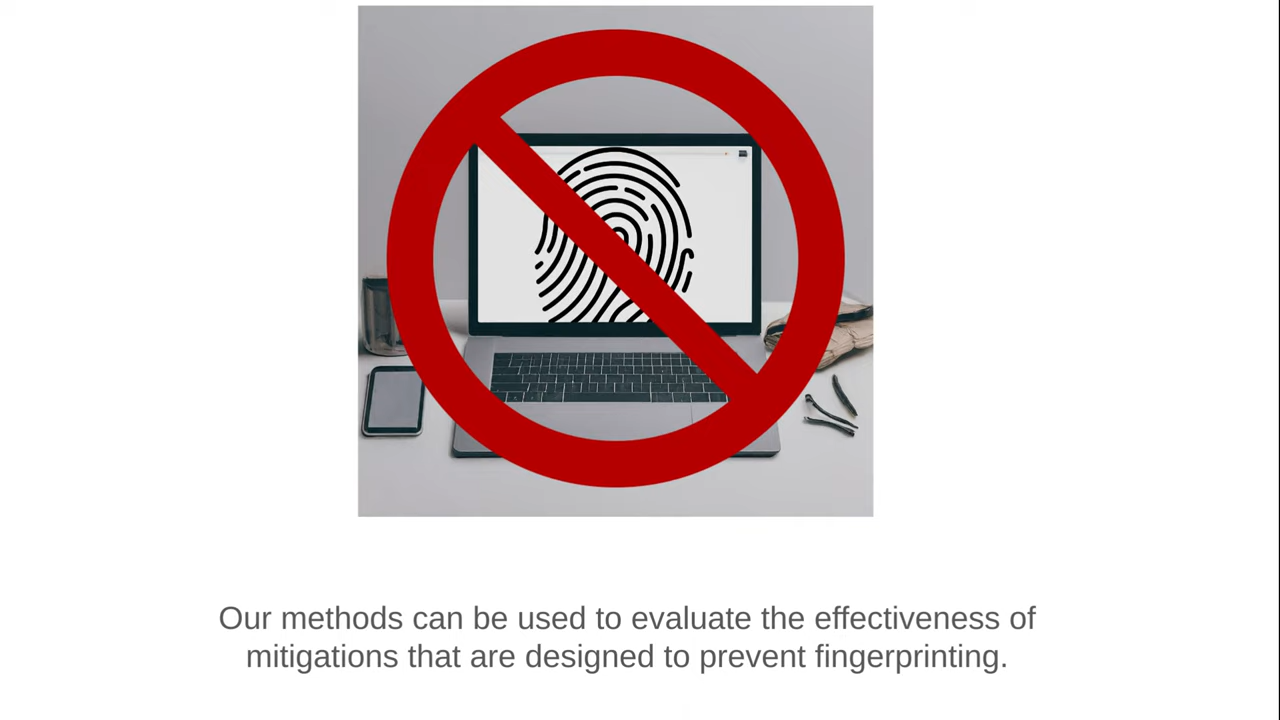 Our methods can be used to evaluate the effectiveness of
mitigations that are designed to prevent fingerprinting.